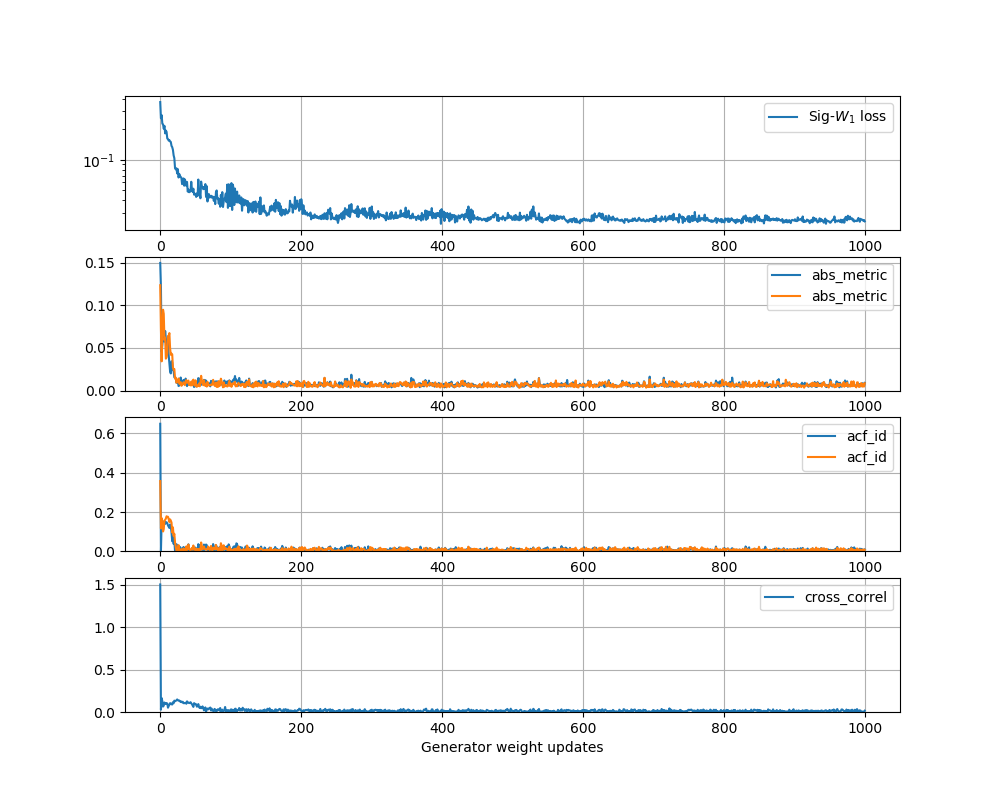 Sig-$W_1$ loss
10⁻¹
0 200 400 600 800 1000
abs_metric
abs_metric
0.15
0.10
0.05
0.00
0 200 400 600 800 1000
acf_id
acf_id
0.6
0.4
0.2
0.0
0 200 400 600 800 1000
cross_correl
1.5
1.0
0.5
0.0
0 200 400 600 800 1000
Generator weight updates